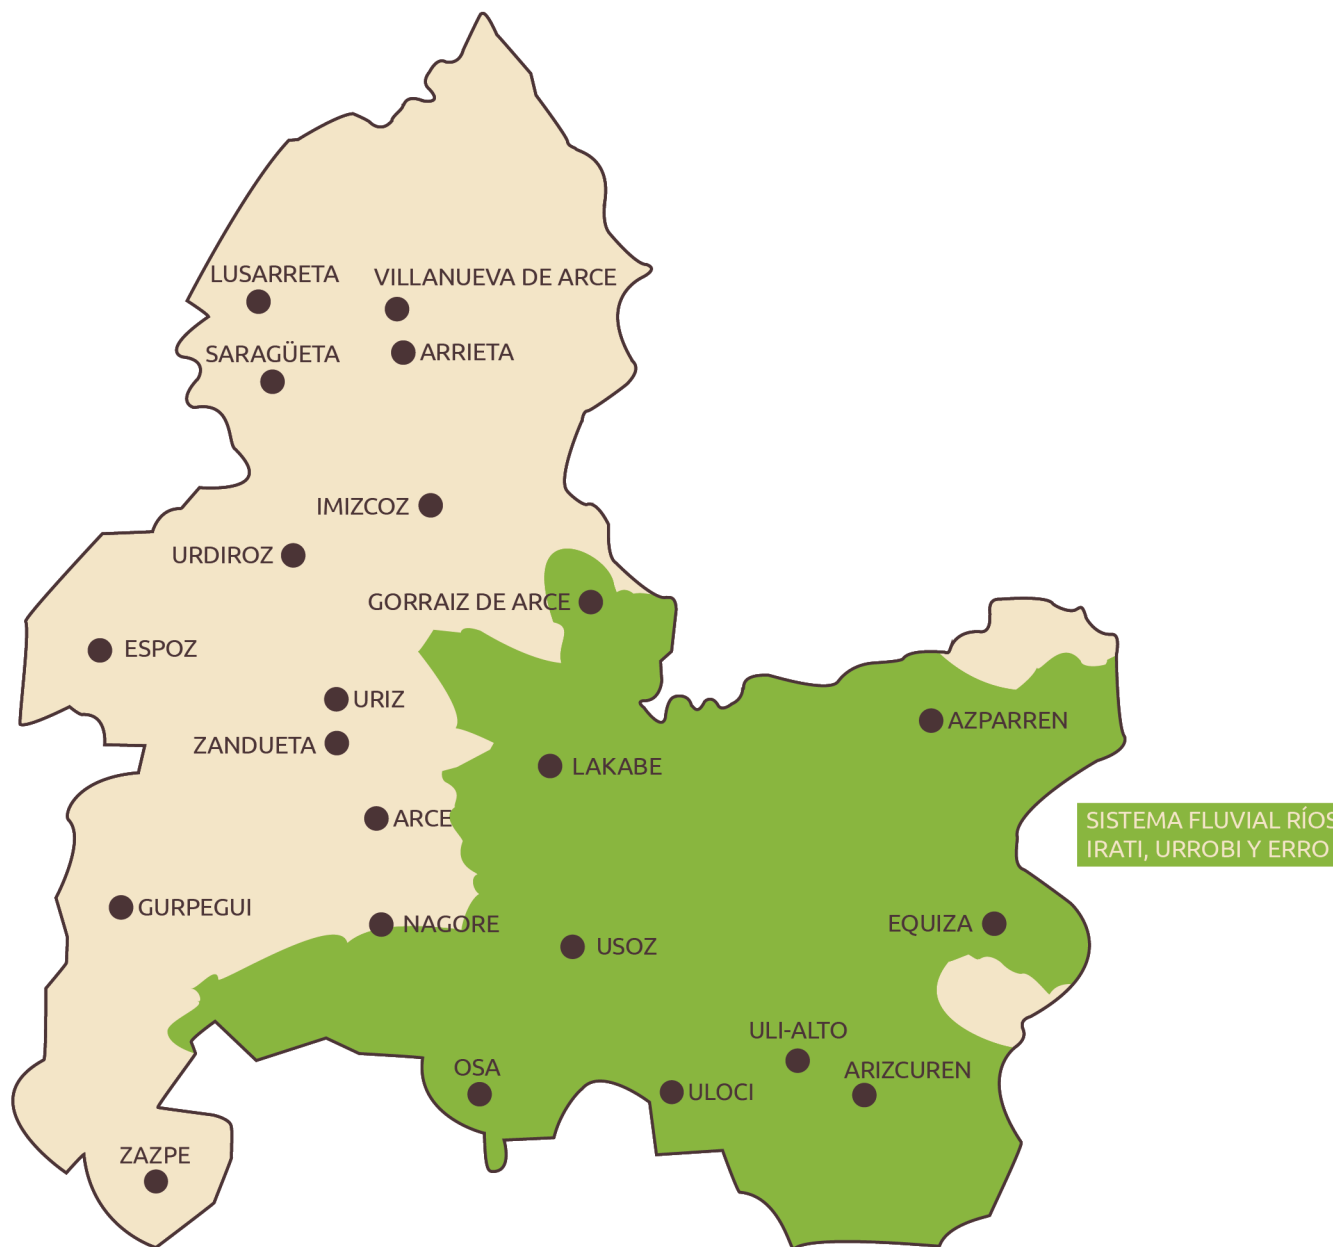 LUSARRETA
VILLANUEVA DE ARCE
SARAGÜETA
ARRIETA
IMIZCOZ
URDIROZ
GORRAIZ DE ARCE
ESPOZ
URIZ
AZPARREN
ZANDUETA
LAKABE
ARCE
SISTEMA FLUVIAL RÍOS
IRATI, URROBI Y ERRO
GURPEGUI
NAGORE
EQUIZA
USOZ
ULI-ALTO
OSA
ARIZCUREN
ULOCI
ZAZPE